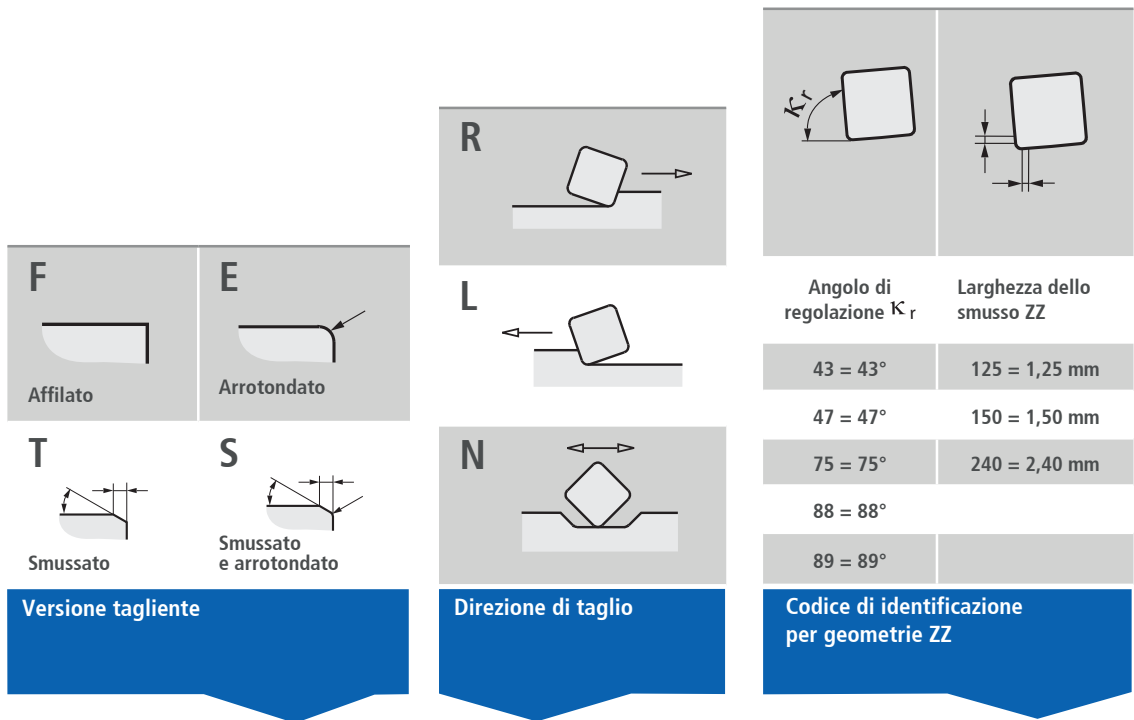 F
Affilato
E
Arrotondato
T
Smussato
S
Smussato
e arrotondato
Versione tagliente
R
L
N
Direzione di taglio
κ r
Angolo di
regolazione κ r
Larghezza dello
smusso ZZ
43 = 43°
125 = 1,25 mm
47 = 47°
150 = 1,50 mm
75 = 75°
240 = 2,40 mm
88 = 88°
89 = 89°
Codice di identificazione
per geometrie ZZ